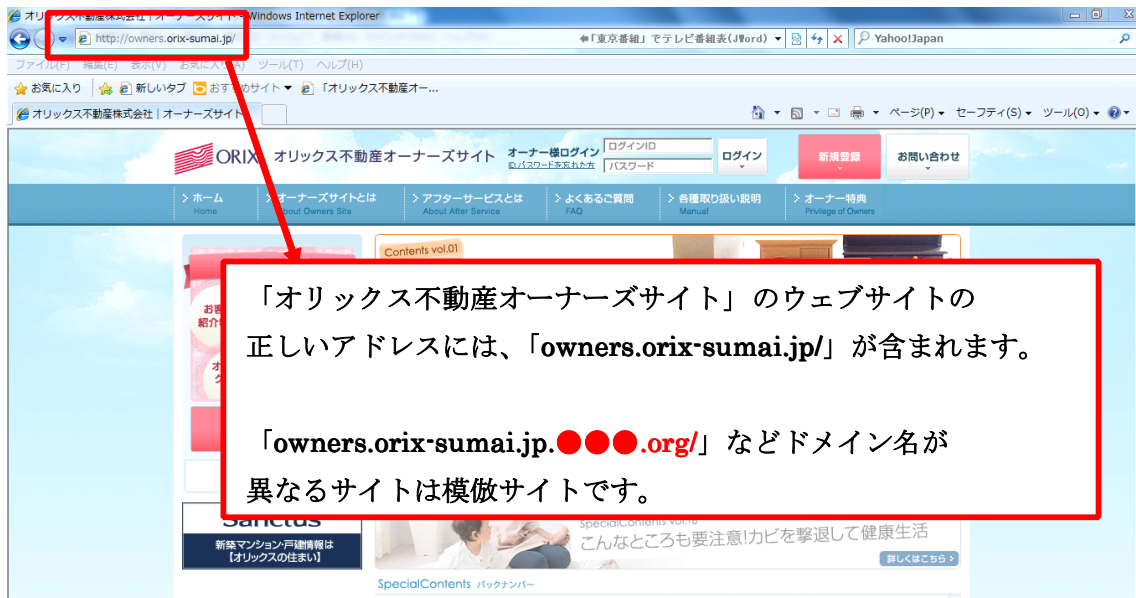 オリックス不動産株式会社 | オーナーズサイト - Windows Internet Explorer
http://owners.orix-sumai.jp/
「東京番組」でテレビ番組表(JWord)
Yahoo!Japan
ファイル(F) 編集(E) 表示(V) お気に入り(A) ツール(T) ヘルプ(H)
お気に入り 新しいタブ おすすめサイト 「オリックス不動産オー...
オリックス不動産株式会社 | オーナーズサイト
ページ(P) セーフティ(S) ツール(O)
ORIX オリックス不動産オーナーズサイト
オーナー様ログイン
ID/パスワードを忘れた方
ログインID
パスワード
ログイン
新規登録
お問い合わせ
> ホーム > オーナーズサイトとは > アフターサービスとは > よくあるご質問 > 各種取り扱い説明 > オーナー特典
Home About Owners Site About After Service FAQ Manual Privilege of Owners
Contents vol.01
「オリックス不動産オーナーズサイト」のウェブサイトの
正しいアドレスには、「owners.orix-sumai.jp/」が含まれます。
「owners.orix-sumai.jp.●●●.org/」などドメイン名が
異なるサイトは模倣サイトです。
お客
紹介
Sanctus
新築マンション・戸建情報は
【オリックスの住まい】
SpecialContents vol.18
こんなところも要注意!カビを撃退して健康生活
詳しくはこちら >
SpecialContents バックナンバー